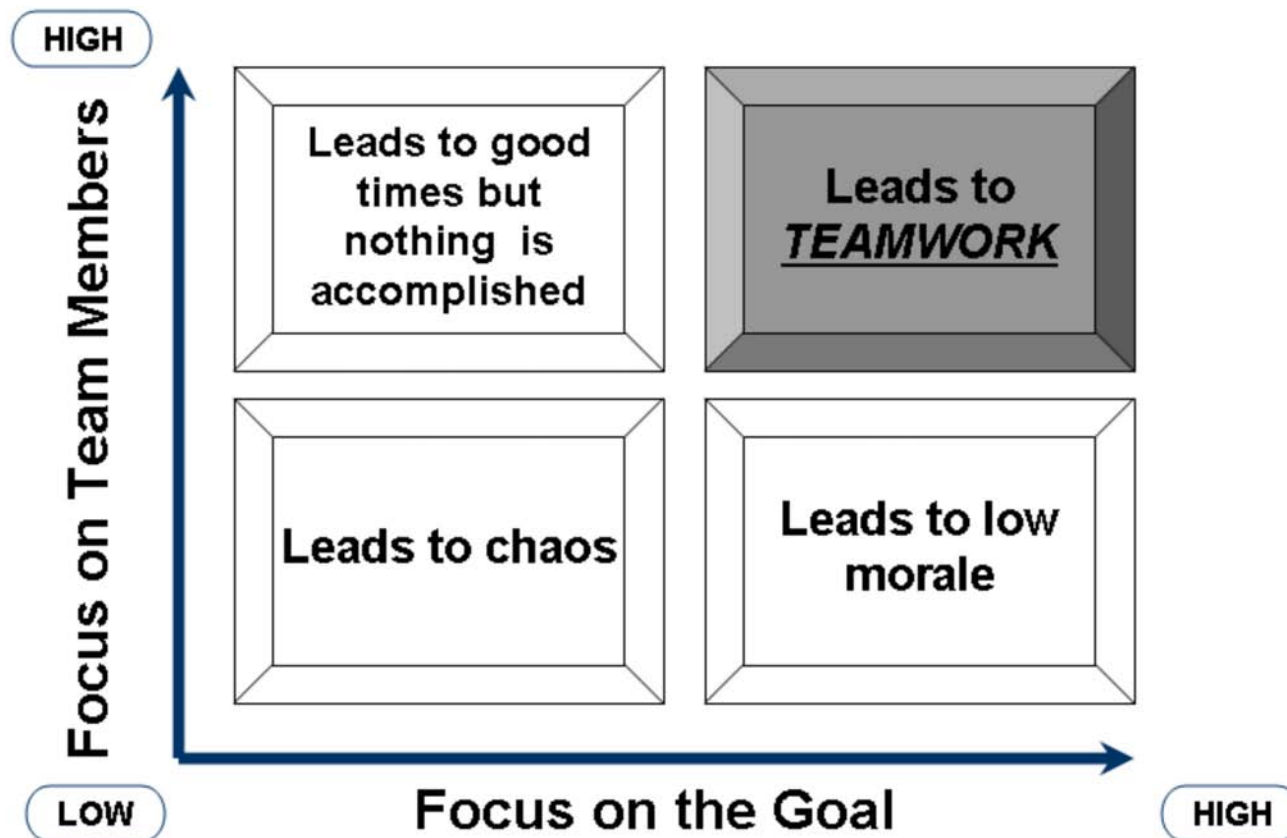 HIGH
Focus on Team Members
Leads to good
times but
nothing is
accomplished
Leads to
TEAMWORK
Leads to chaos
Leads to low
morale
LOW
Focus on the Goal
HIGH